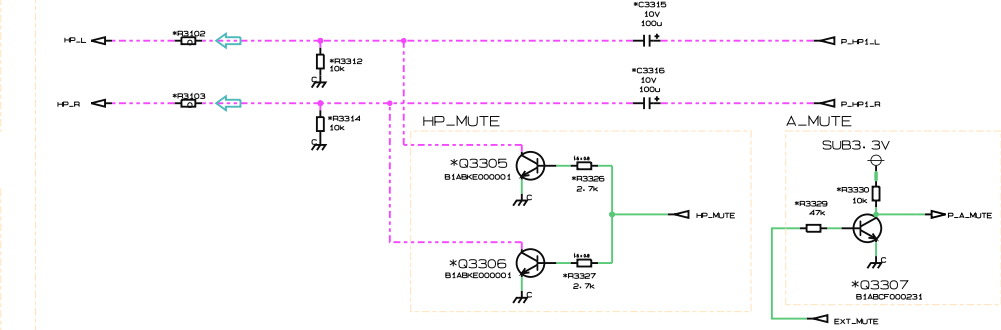 *C3315
10V
100u
*R3102
HP_L
P_HP1_L
*R3312
10k
C
*C3316
10V
100u
*R3103
HP_R
P_HP1_R
*R3314
10k
C
HP_MUTE
A_MUTE
SUB3.3V
*Q3305
B1ABKE000001
*R3326
2.7k
C
*R3330
10k
*R3329
47k
HP_MUTE
P_A_MUTE
*Q3306
B1ABKE000001
*R3327
2.7k
C
C
*Q3307
B1ABCF000231
EXT_MUTE